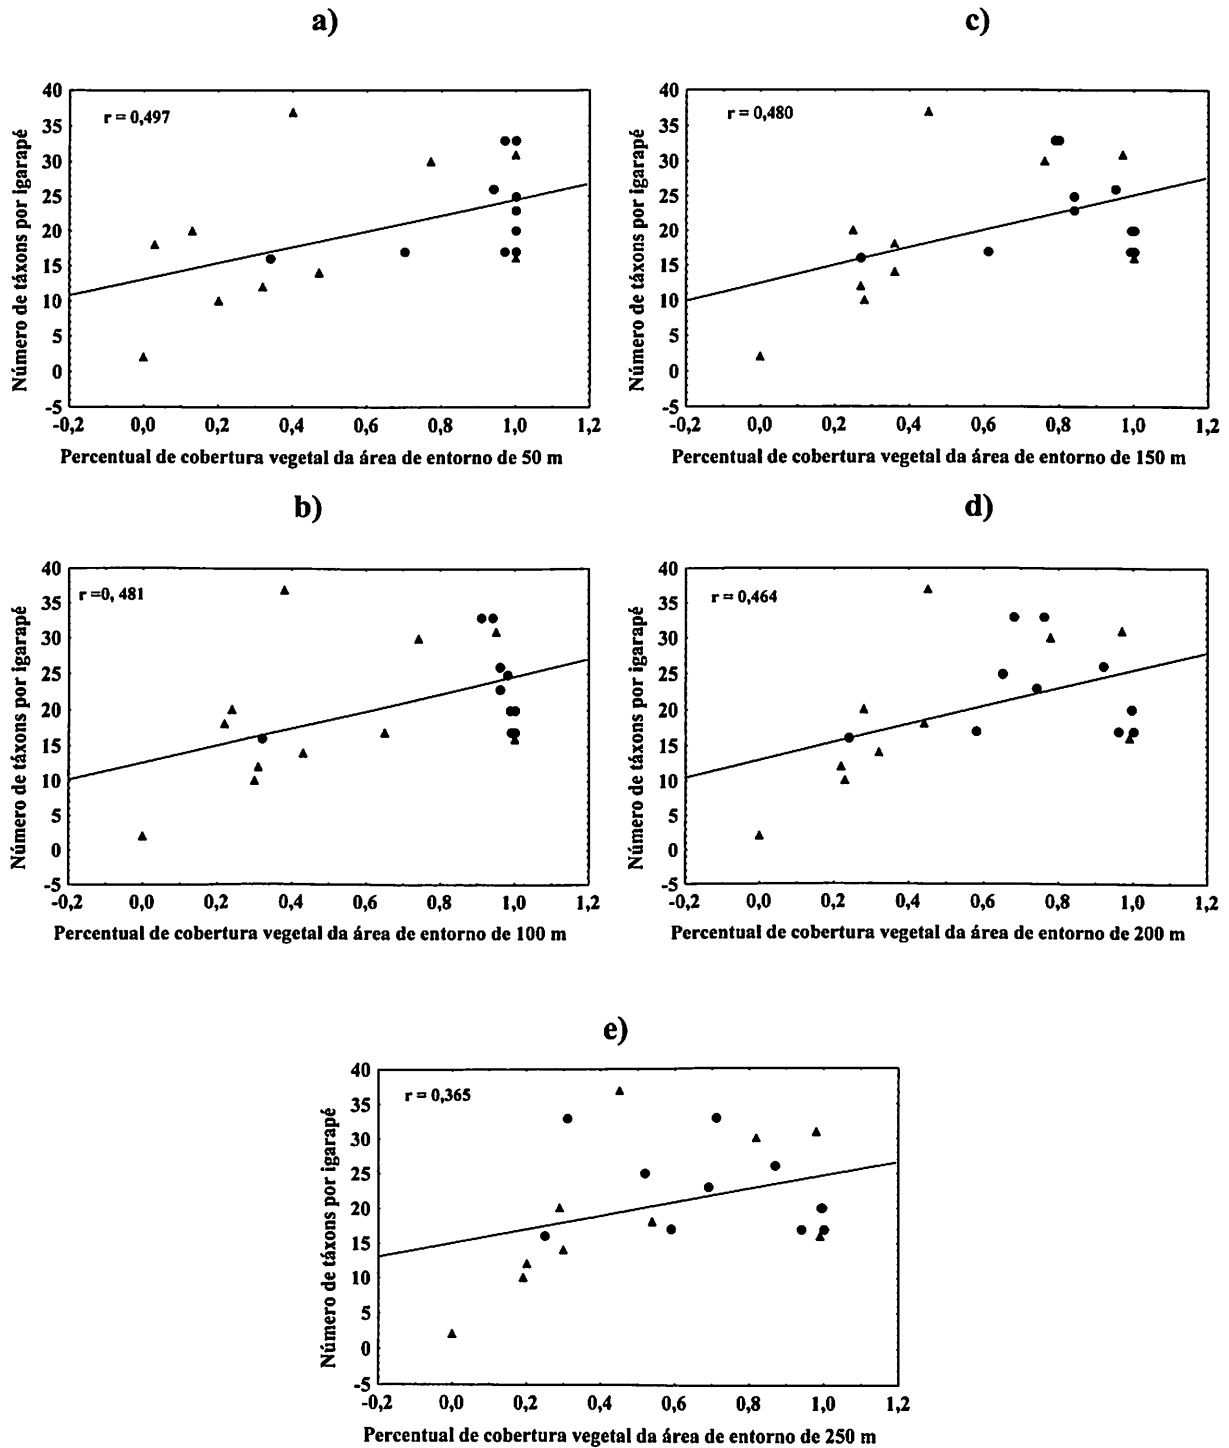 a)
r = 0,497
Número de táxons por igarapé
40
35
30
25
20
15
10
5
0
-5
-0,2 0,0 0,2 0,4 0,6 0,8 1,0 1,2
Percentual de cobertura vegetal da área de entorno de 50 m
c)
r = 0,480
Número de táxons por igarapé
40
35
30
25
20
15
10
5
0
-5
-0,2 0,0 0,2 0,4 0,6 0,8 1,0 1,2
Percentual de cobertura vegetal da área de entorno de 150 m
b)
r =0, 481
Número de táxons por igarapé
40
35
30
25
20
15
10
5
0
-5
-0,2 0,0 0,2 0,4 0,6 0,8 1,0 1,2
Percentual de cobertura vegetal da área de entorno de 100 m
d)
r = 0,464
Número de táxons por igarapé
40
35
30
25
20
15
10
5
0
-5
-0,2 0,0 0,2 0,4 0,6 0,8 1,0 1,2
Percentual de cobertura vegetal da área de entorno de 200 m
e)
r = 0,365
Número de táxons por igarapé
40
35
30
25
20
15
10
5
0
-5
-0,2 0,0 0,2 0,4 0,6 0,8 1,0 1,2
Percentual de cobertura vegetal da área de entorno de 250 m